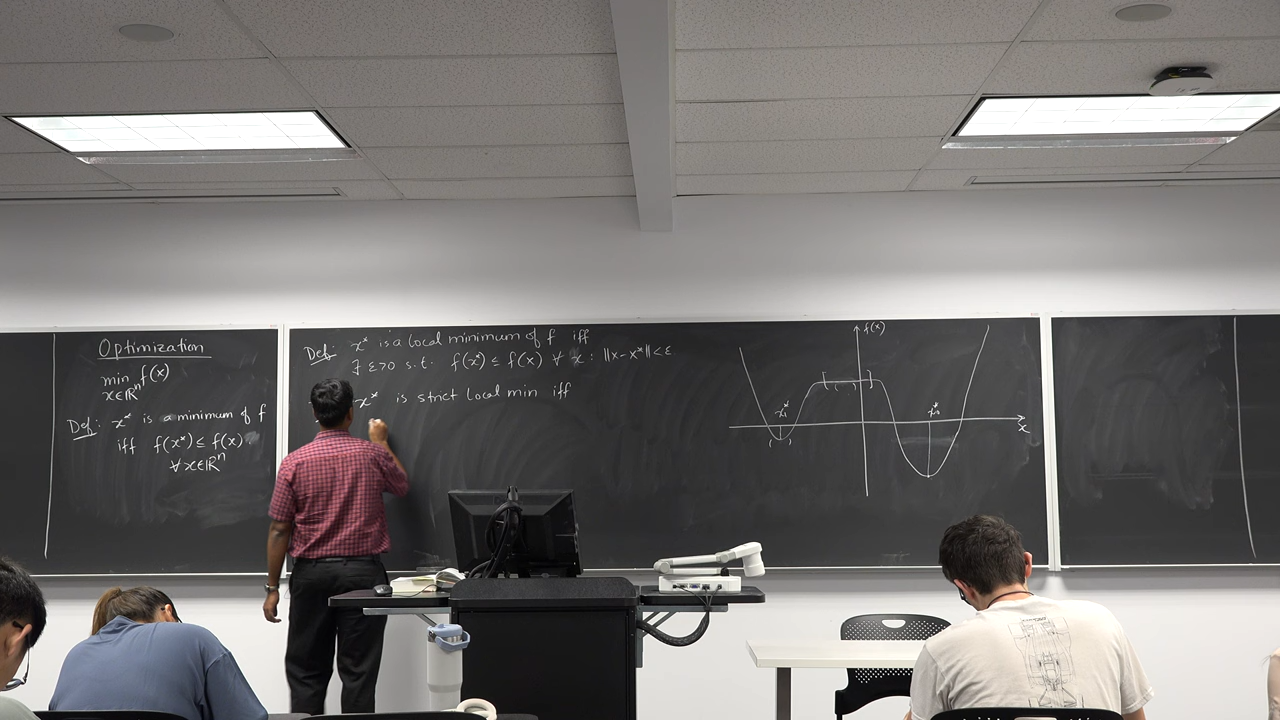 Optimization
min f(x)
x∈ℝⁿ
Def: x* is a minimum of f
iff f(x*) ≤ f(x)
∀ x∈ℝⁿ
Def: x* is a local minimum of f iff
∃ ε>0 s.t. f(x*) ≤ f(x) ∀ x : ||x-x*|| < ε
x* is strict local min iff
f(x)
x
x₁*